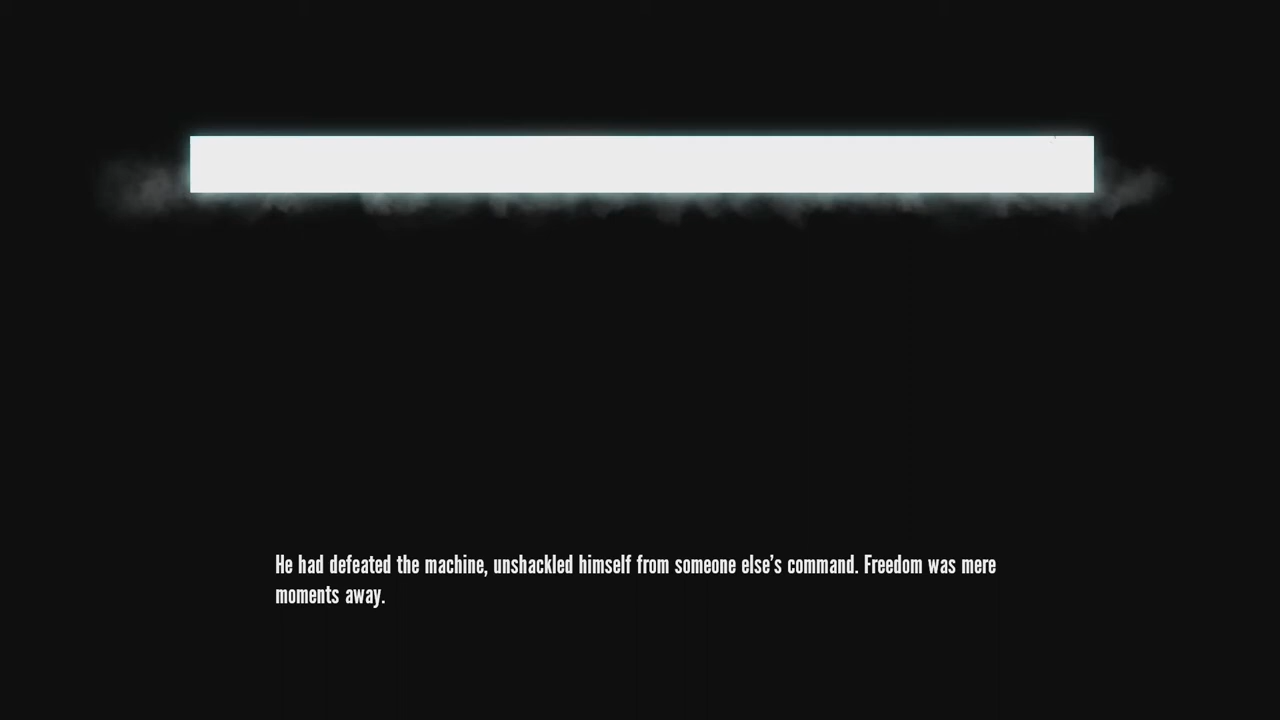 He had defeated the machine, unshackled himself from someone else’s command. Freedom was mere
moments away.